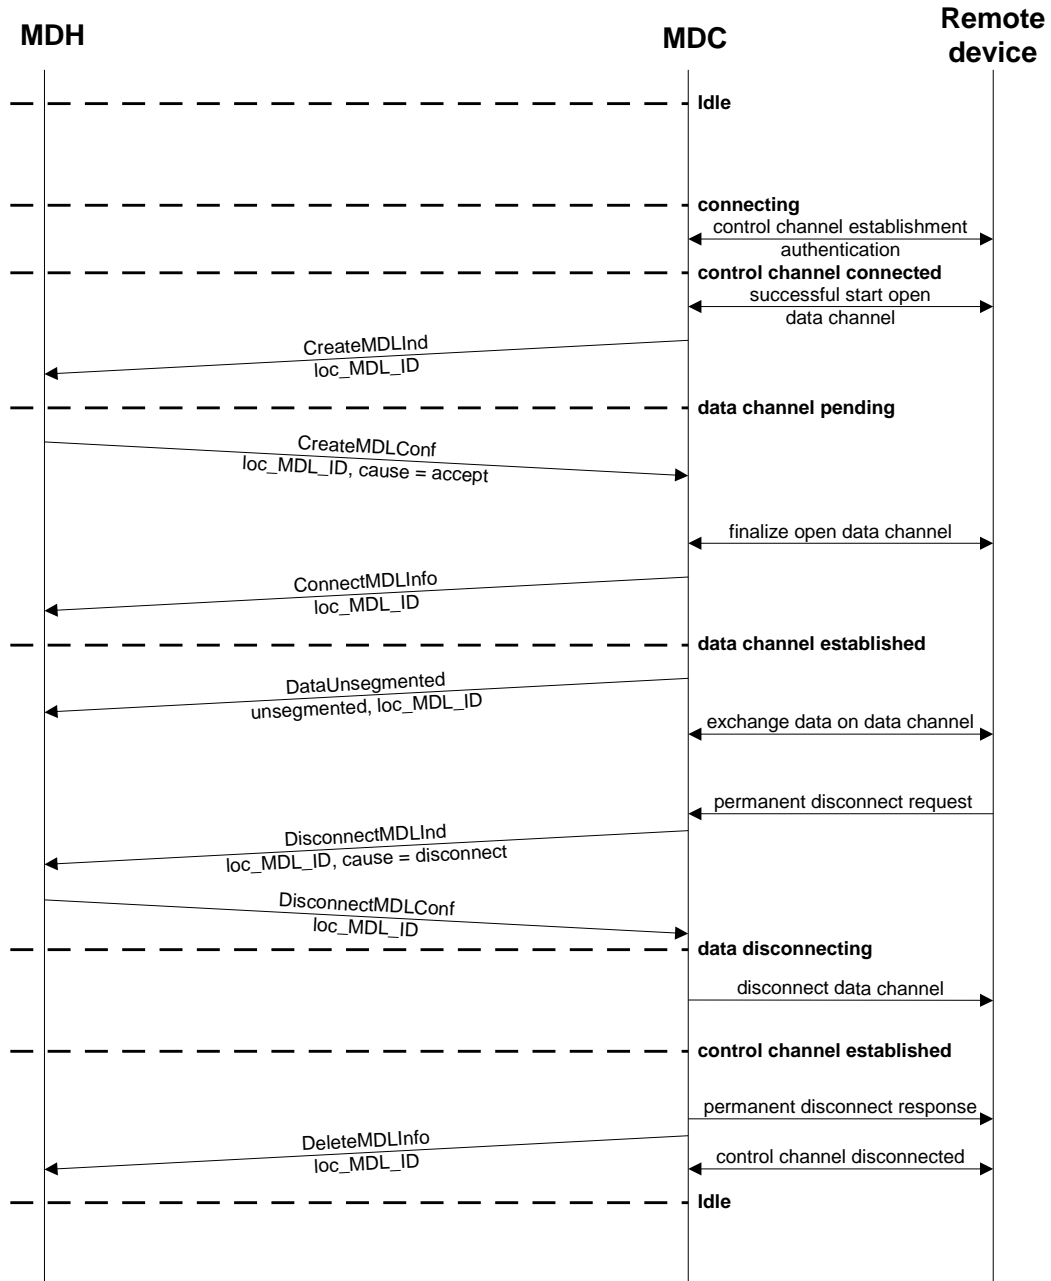 MDH
MDC
Remote
device
Idle
connecting
control channel establishment
authentication
control channel connected
successful start open
data channel
CreateMDLInd
loc_MDL_ID
data channel pending
CreateMDLConf
loc_MDL_ID, cause = accept
finalize open data channel
ConnectMDLInfo
loc_MDL_ID
data channel established
DataUnsegmented
unsegmented, loc_MDL_ID
exchange data on data channel
permanent disconnect request
DisconnectMDLInd
loc_MDL_ID, cause = disconnect
DisconnectMDLConf
loc_MDL_ID
data disconnecting
disconnect data channel
control channel established
permanent disconnect response
DeleteMDLInfo
loc_MDL_ID
control channel disconnected
Idle